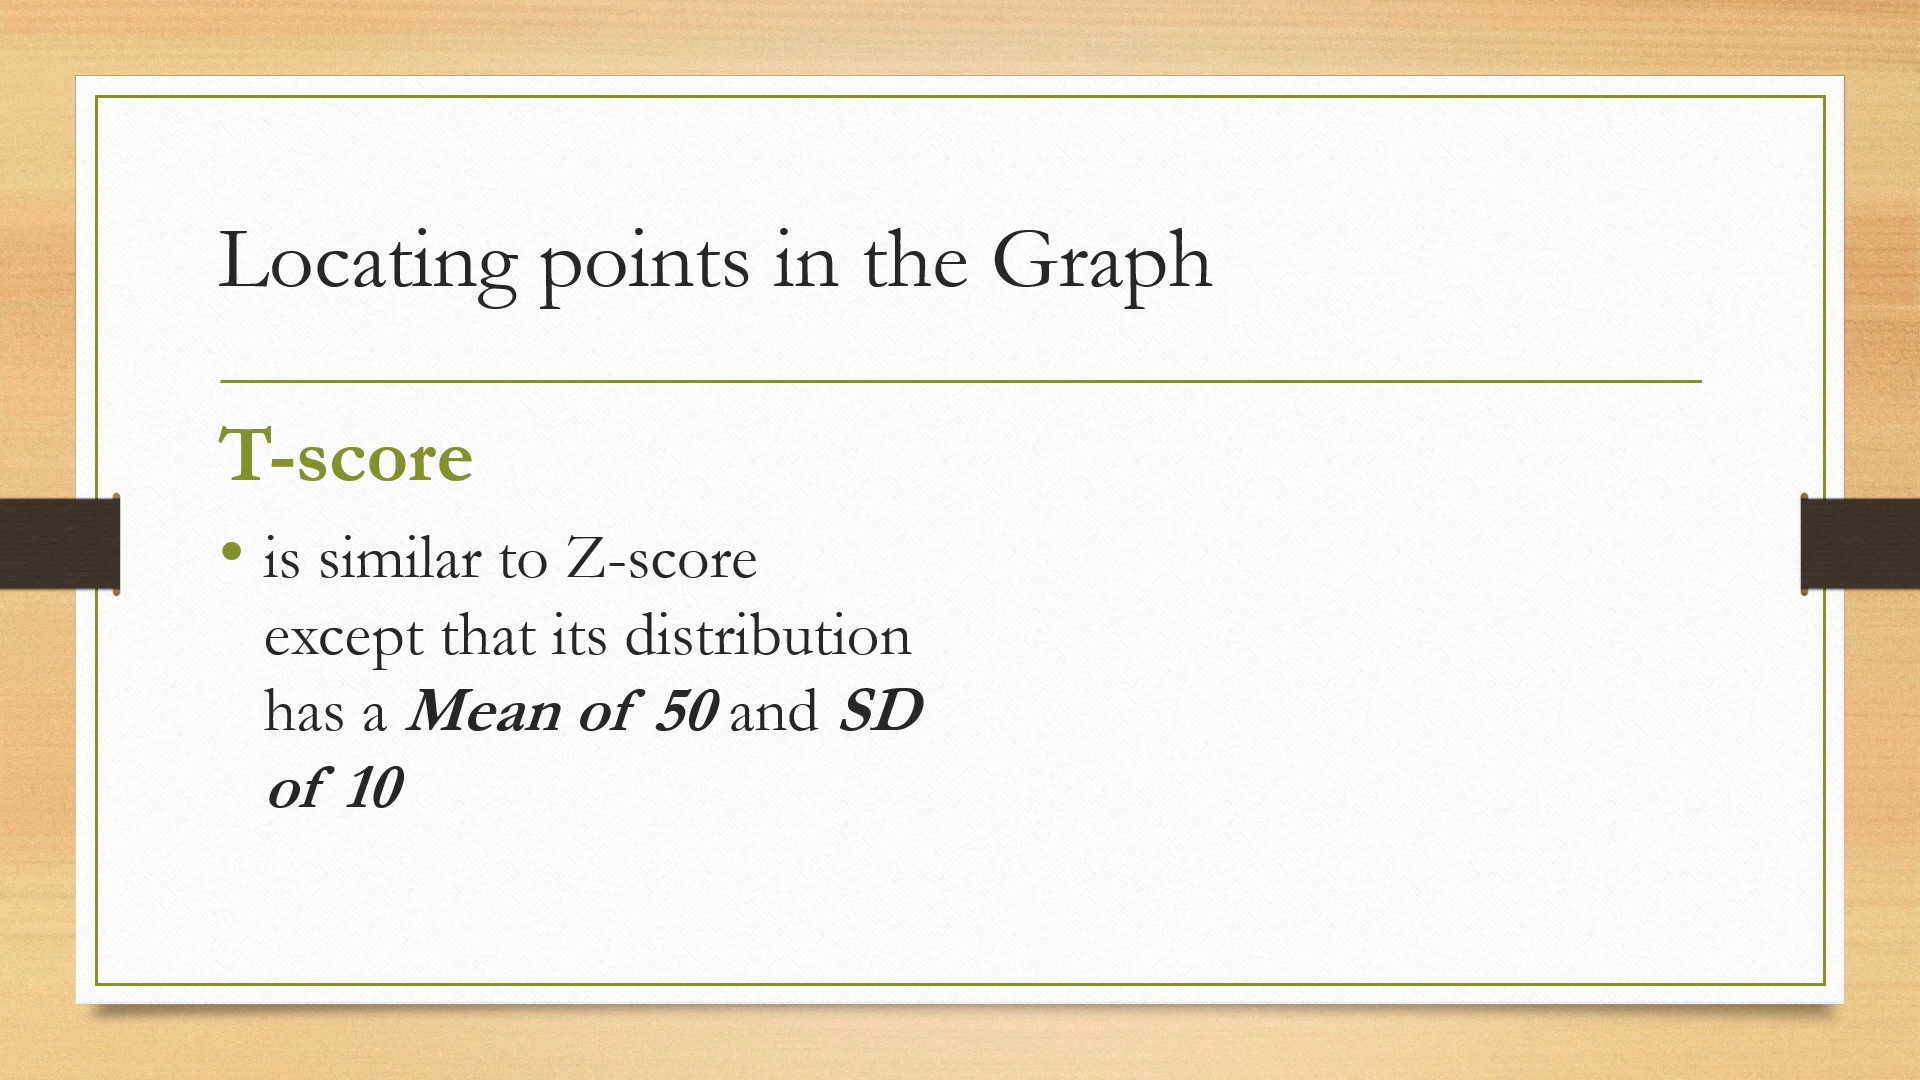 Locating points in the Graph
T-score
• is similar to Z-score
except that its distribution
has a Mean of 50 and SD
of 10